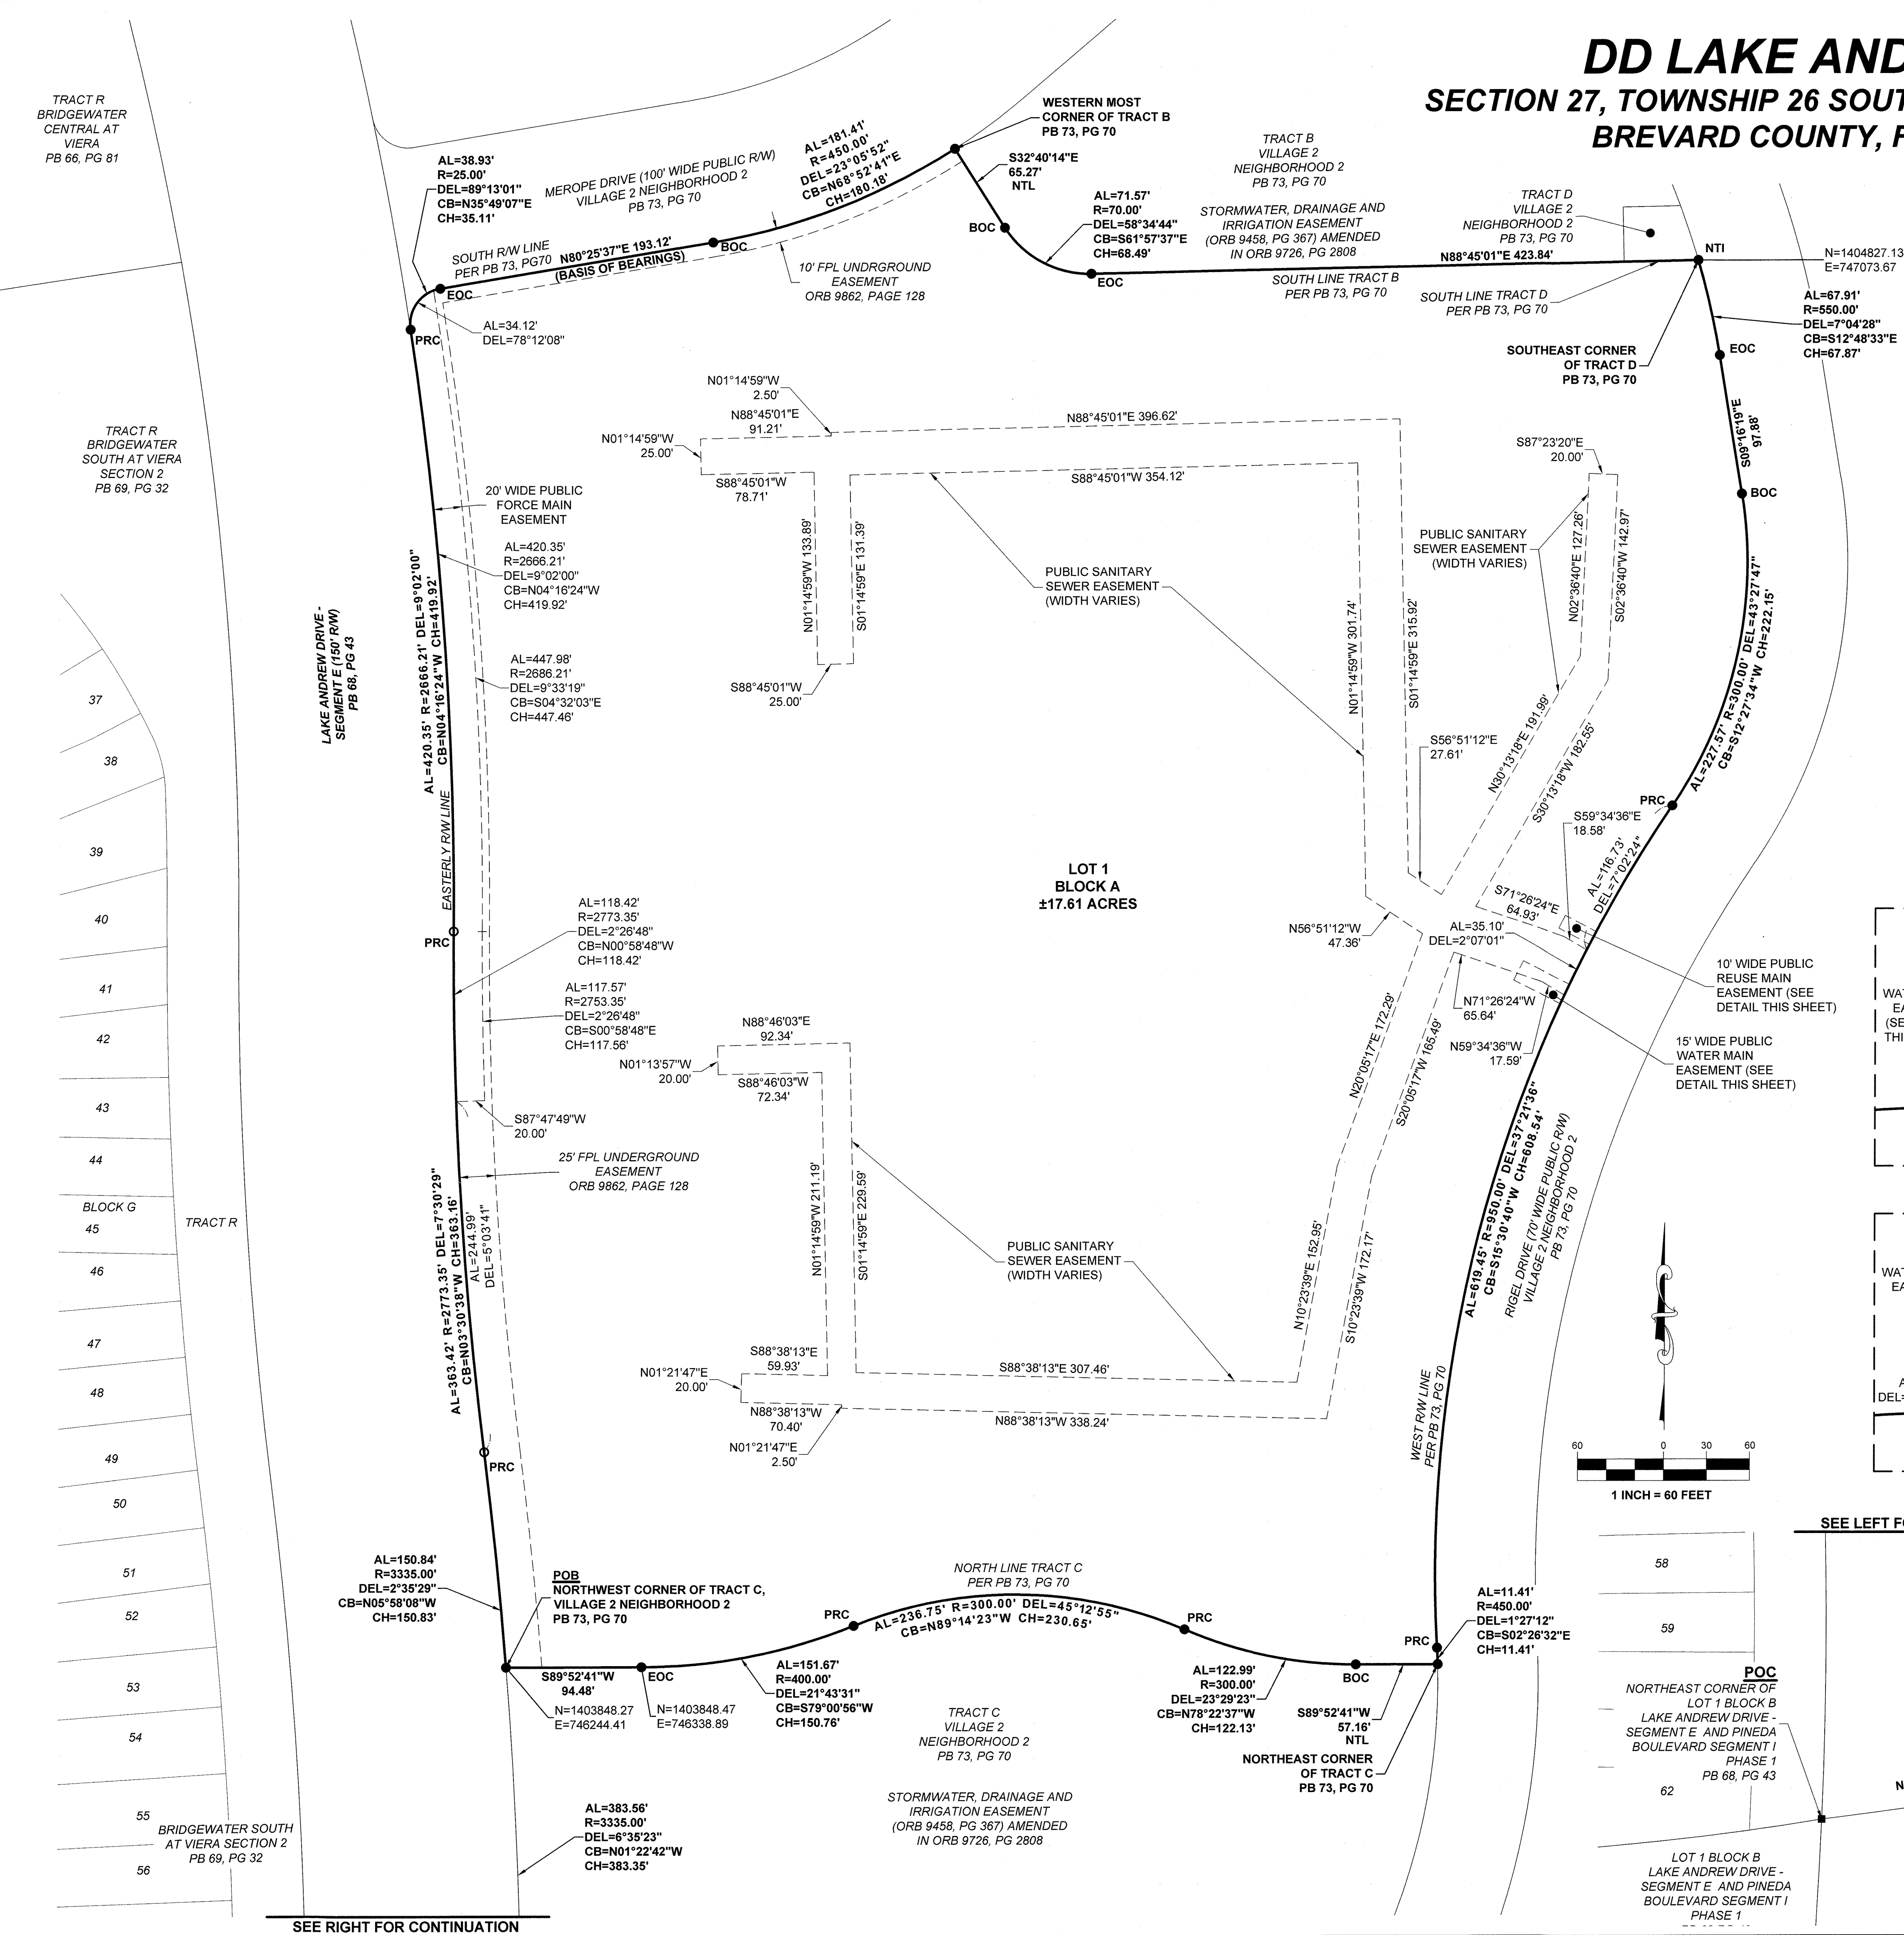 DD LAKE AND
SECTION 27, TOWNSHIP 26 SOUT
BREVARD COUNTY, F
TRACT R
BRIDGEWATER
CENTRAL AT
VIERA
PB 66, PG 81
AL=38.93'
R=25.00'
DEL=89°13'01"
CB=N35°49'07"E
CH=35.11'
MEROPE DRIVE (100' WIDE PUBLIC R/W)
VILLAGE 2 NEIGHBORHOOD 2
PB 73, PG 70
AL=181.41'
R=450.00'
DEL=23°05'52"
CB=N68°52'41"E
CH=180.18'
WESTERN MOST
CORNER OF TRACT B
PB 73, PG 70
S32°40'14"E
65.27'
NTL
BOC
AL=71.57'
R=70.00'
DEL=58°34'44"
CB=S61°57'37"E
CH=68.49'
EOC
TRACT B
VILLAGE 2
NEIGHBORHOOD 2
PB 73, PG 70
STORMWATER, DRAINAGE AND
IRRIGATION EASEMENT
(ORB 9458, PG 367) AMENDED
IN ORB 9726, PG 2808
TRACT D
VILLAGE 2
NEIGHBORHOOD 2
PB 73, PG 70
N88°45'01"E 423.84'
NTI
N=1404827.13
E=747073.67
SOUTH LINE TRACT B
PER PB 73, PG 70
SOUTH LINE TRACT D
PER PB 73, PG 70
SOUTHEAST CORNER
OF TRACT D
PB 73, PG 70
AL=67.91'
R=550.00'
DEL=7°04'28"
CB=S12°48'33"E
CH=67.87'
EOC
S09°16'19"E
97.88'
BOC
SOUTH R/W LINE
PER PB 73, PG70
N80°25'37"E 193.12'
(BASIS OF BEARINGS)
BOC
EOC
10' FPL UNDRGROUND
EASEMENT
ORB 9862, PAGE 128
AL=34.12'
DEL=78°12'08"
PRC
TRACT R
BRIDGEWATER
SOUTH AT VIERA
SECTION 2
PB 69, PG 32
20' WIDE PUBLIC
FORCE MAIN
EASEMENT
AL=420.35'
R=2666.21'
DEL=9°02'00"
CB=N04°16'24"W
CH=419.92'
AL=447.98'
R=2686.21'
DEL=9°33'19"
CB=S04°32'03"E
CH=447.46'
AL=420.35' R=2666.21' DEL=9°02'00"
CB=N04°16'24"W CH=419.92'
LAKE ANDREW DRIVE -
SEGMENT E (150' R/W)
PB 68, PG 43
EASTERLY R/W LINE
PRC
N01°14'59"W
2.50'
N88°45'01"E
91.21'
N01°14'59"W
25.00'
S88°45'01"W
78.71'
N88°45'01"E 396.62'
S88°45'01"W 354.12'
N01°14'59"W 133.89'
S01°14'59"E 131.39'
S88°45'01"W
25.00'
PUBLIC SANITARY
SEWER EASEMENT
(WIDTH VARIES)
N01°14'59"W 301.74'
S01°14'59"E 315.92'
S87°23'20"E
20.00'
PUBLIC SANITARY
SEWER EASEMENT
(WIDTH VARIES)
N02°36'40"E 127.26'
S02°36'40"W 142.97'
N30°13'18"E 191.99'
S30°13'18"W 182.55'
S56°51'12"E
27.61'
AL=227.57' R=300.00' DEL=43°27'47"
CB=S12°27'34"W CH=222.15'
PRC
S59°34'36"E
18.58'
AL=116.73'
DEL=7°02'24"
S71°26'24"E
64.93'
AL=35.10'
DEL=2°07'01"
N56°51'12"W
47.36'
LOT 1
BLOCK A
±17.61 ACRES
10' WIDE PUBLIC
REUSE MAIN
EASEMENT (SEE
DETAIL THIS SHEET)
N71°26'24"W
65.64'
N59°34'36"W
17.59'
15' WIDE PUBLIC
WATER MAIN
EASEMENT (SEE
DETAIL THIS SHEET)
WAT
EA
(SE
THI
AL=118.42'
R=2773.35'
DEL=2°26'48"
CB=N00°58'48"W
CH=118.42'
AL=117.57'
R=2753.35'
DEL=2°26'48"
CB=S00°58'48"E
CH=117.56'
S87°47'49"W
20.00'
25' FPL UNDERGROUND
EASEMENT
ORB 9862, PAGE 128
N88°46'03"E
92.34'
N01°13'57"W
20.00'
S88°46'03"W
72.34'
N01°14'59"W 211.19'
S01°14'59"E 229.59'
N20°05'17"E 172.29'
S20°05'17"W 165.49'
N10°23'39"E 152.95'
S10°23'39"W 172.17'
PUBLIC SANITARY
SEWER EASEMENT
(WIDTH VARIES)
S88°38'13"E
59.93'
N01°21'47"E
20.00'
N88°38'13"W
70.40'
N01°21'47"E
2.50'
S88°38'13"E 307.46'
N88°38'13"W 338.24'
AL=619.45' R=950.00' DEL=37°21'36"
CB=S15°30'40"W CH=608.54'
RIGEL DRIVE (70' WIDE PUBLIC R/W)
VILLAGE 2 NEIGHBORHOOD 2
PB 73, PG 70
WEST R/W LINE
PER PB 73, PG 70
WAT
EA
A
DEL=
60 0 30 60
1 INCH = 60 FEET
SEE LEFT FO
37
38
39
40
41
42
43
44
BLOCK G
45
TRACT R
46
47
48
49
50
51
52
53
54
55
56
BRIDGEWATER SOUTH
AT VIERA SECTION 2
PB 69, PG 32
AL=363.42' R=2773.35' DEL=7°30'29"
CB=N03°30'38"W CH=363.16'
AL=244.99'
DEL=5°03'41"
PRC
AL=150.84'
R=3335.00'
DEL=2°35'29"
CB=N05°58'08"W
CH=150.83'
POB
NORTHWEST CORNER OF TRACT C,
VILLAGE 2 NEIGHBORHOOD 2
PB 73, PG 70
S89°52'41"W
94.48'
EOC
N=1403848.27
E=746244.41
N=1403848.47
E=746338.89
AL=151.67'
R=400.00'
DEL=21°43'31"
CB=S79°00'56"W
CH=150.76'
PRC
NORTH LINE TRACT C
PER PB 73, PG 70
AL=236.75' R=300.00' DEL=45°12'55"
CB=N89°14'23"W CH=230.65'
PRC
AL=122.99'
R=300.00'
DEL=23°29'23"
CB=N78°22'37"W
CH=122.13'
BOC
S89°52'41"W
57.16'
NTL
NORTHEAST CORNER
OF TRACT C
PB 73, PG 70
PRC
AL=11.41'
R=450.00'
DEL=1°27'12"
CB=S02°26'32"E
CH=11.41'
TRACT C
VILLAGE 2
NEIGHBORHOOD 2
PB 73, PG 70
STORMWATER, DRAINAGE AND
IRRIGATION EASEMENT
(ORB 9458, PG 367) AMENDED
IN ORB 9726, PG 2808
AL=383.56'
R=3335.00'
DEL=6°35'23"
CB=N01°22'42"W
CH=383.35'
SEE RIGHT FOR CONTINUATION
58
59
POC
NORTHEAST CORNER OF
LOT 1 BLOCK B
LAKE ANDREW DRIVE -
SEGMENT E AND PINEDA
BOULEVARD SEGMENT I
PHASE 1
PB 68, PG 43
62
N
LOT 1 BLOCK B
LAKE ANDREW DRIVE -
SEGMENT E AND PINEDA
BOULEVARD SEGMENT I
PHASE 1